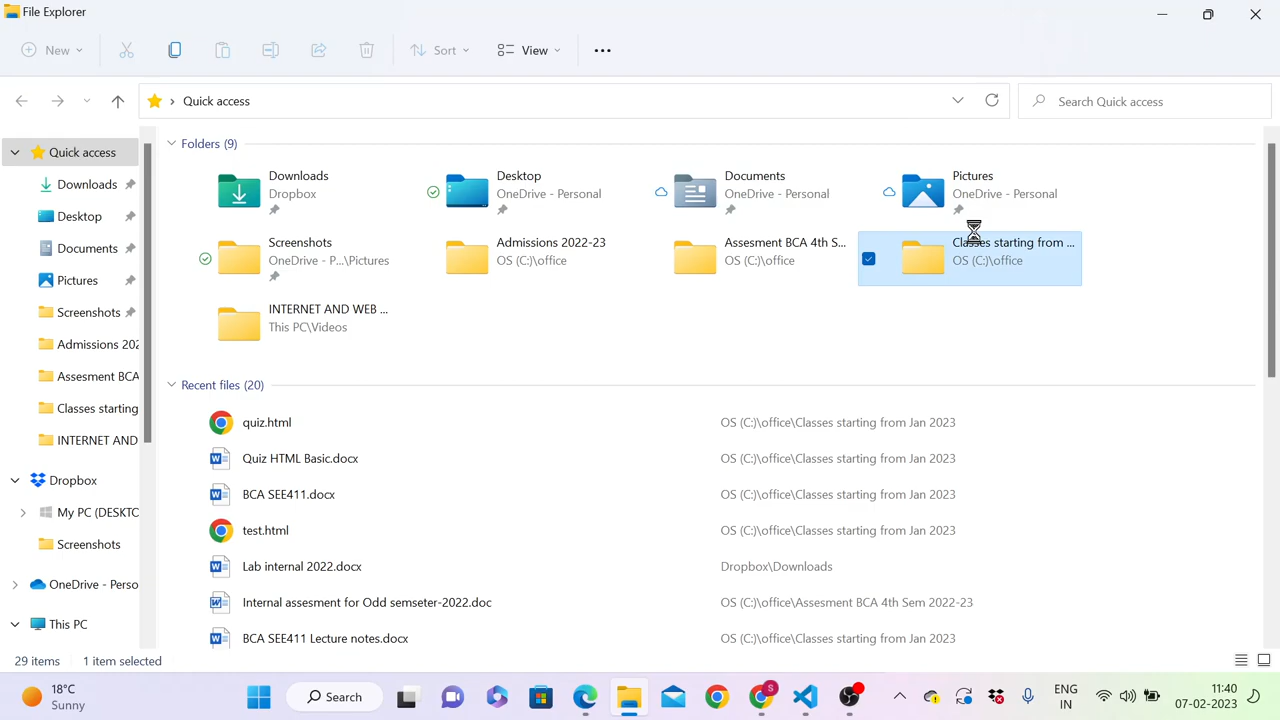 File Explorer
New
Sort
View
Quick access
Search Quick access
Quick access
Downloads
Desktop
Documents
Pictures
Screenshots
Admissions 202
Assesment BCA
Classes starting
INTERNET AND
Dropbox
My PC (DESKTC
Screenshots
OneDrive - Perso
This PC
Folders (9)
Downloads
Dropbox
Desktop
OneDrive - Personal
Documents
OneDrive - Personal
Pictures
OneDrive - Personal
Screenshots
OneDrive - P...\Pictures
Admissions 2022-23
OS (C:)\office
Assesment BCA 4th S...
OS (C:)\office
Classes starting from ...
OS (C:)\office
INTERNET AND WEB ...
This PC\Videos
Recent files (20)
quiz.html OS (C:)\office\Classes starting from Jan 2023
Quiz HTML Basic.docx OS (C:)\office\Classes starting from Jan 2023
BCA SEE411.docx OS (C:)\office\Classes starting from Jan 2023
test.html OS (C:)\office\Classes starting from Jan 2023
Lab internal 2022.docx Dropbox\Downloads
Internal assesment for Odd semseter-2022.doc OS (C:)\office\Assesment BCA 4th Sem 2022-23
BCA SEE411 Lecture notes.docx OS (C:)\office\Classes starting from Jan 2023
29 items 1 item selected
18°C
Sunny
Search
S
ENG
IN
11:40
07-02-2023